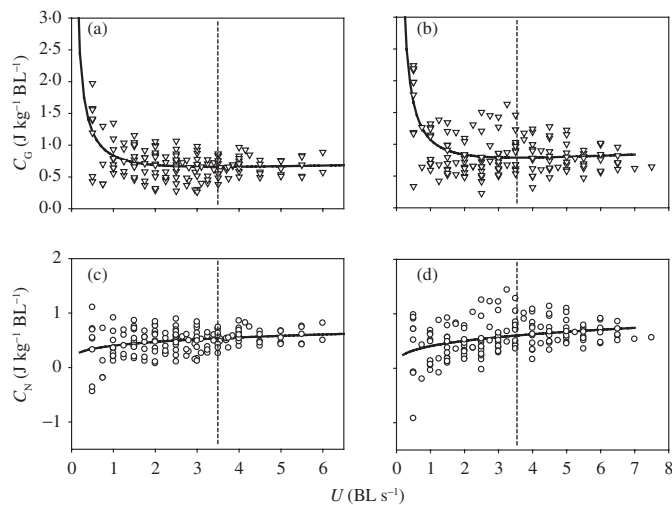 (a)
(b)
C_G (J kg⁻¹ BL⁻¹)
3·0
2·5
2·0
1·5
1·0
0·5
0·0
(c)
(d)
C_N (J kg⁻¹ BL⁻¹)
2
1
0
−1
0 1 2 3 4 5 6
0 1 2 3 4 5 6 7 8
U (BL s⁻¹)